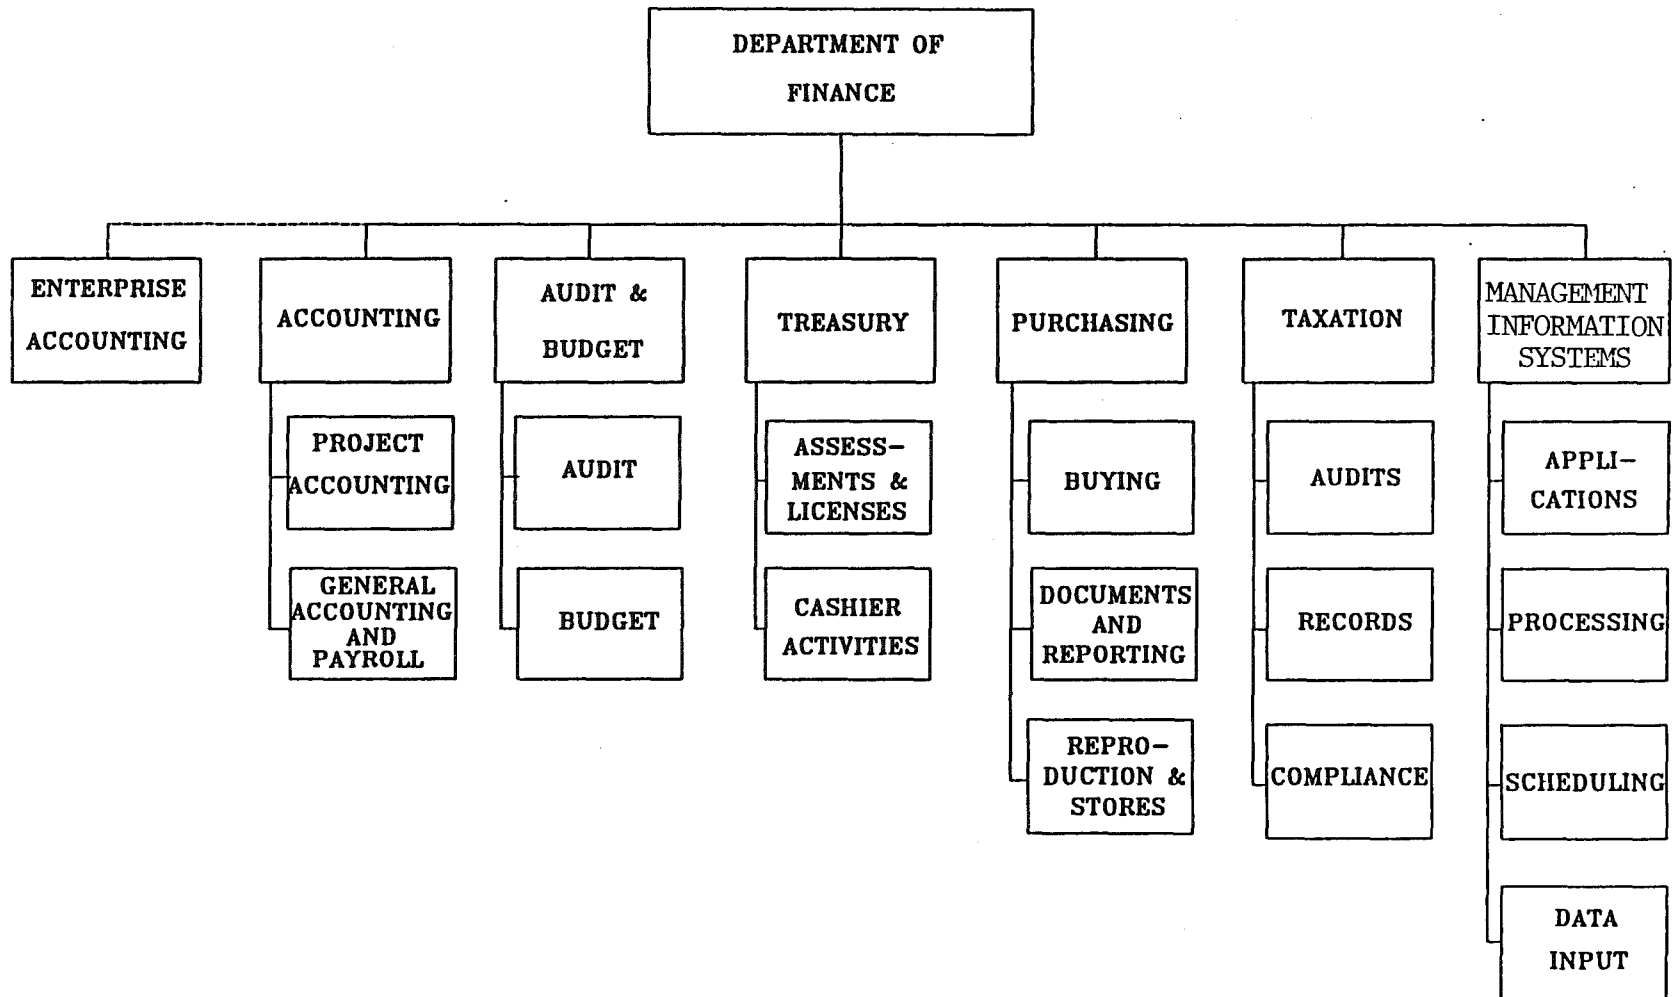 DEPARTMENT OF
FINANCE
ENTERPRISE
ACCOUNTING
ACCOUNTING
AUDIT &
BUDGET
TREASURY
PURCHASING
TAXATION
MANAGEMENT
INFORMATION
SYSTEMS
PROJECT
ACCOUNTING
GENERAL
ACCOUNTING
AND
PAYROLL
AUDIT
BUDGET
ASSESS-
MENTS &
LICENSES
CASHIER
ACTIVITIES
BUYING
DOCUMENTS
AND
REPORTING
REPRO-
DUCTION &
STORES
AUDITS
RECORDS
COMPLIANCE
APPLI-
CATIONS
PROCESSING
SCHEDULING
DATA
INPUT